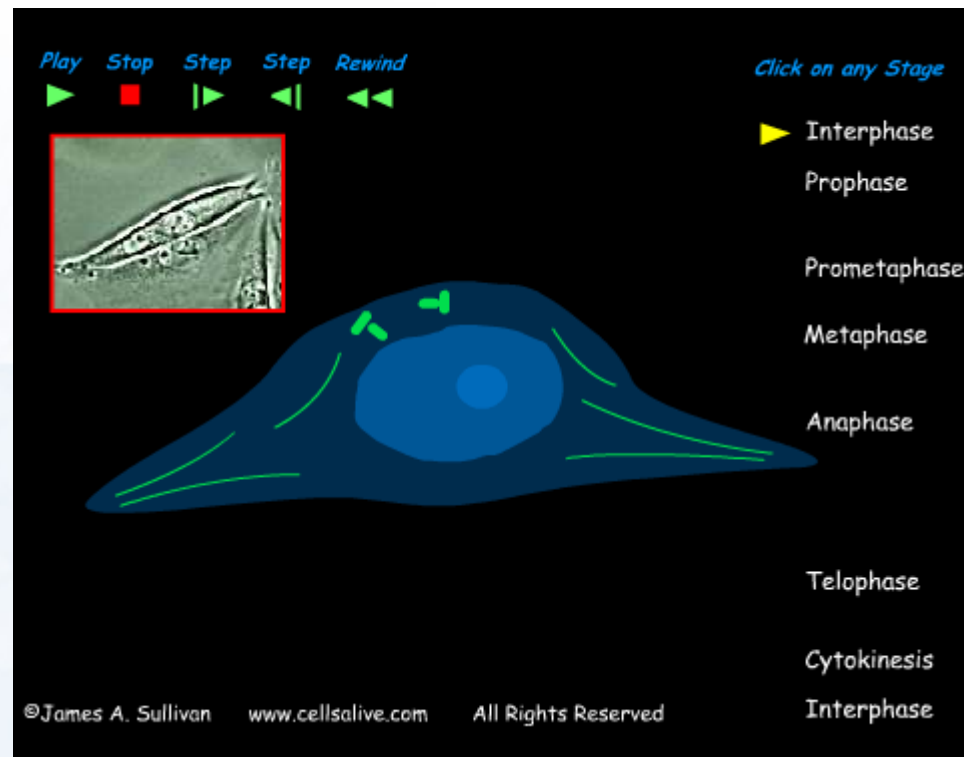 Play Stop Step Step Rewind
Click on any Stage
Interphase
Prophase
Prometaphase
Metaphase
Anaphase
Telophase
Cytokinesis
Interphase
©James A. Sullivan www.cellsalive.com All Rights Reserved